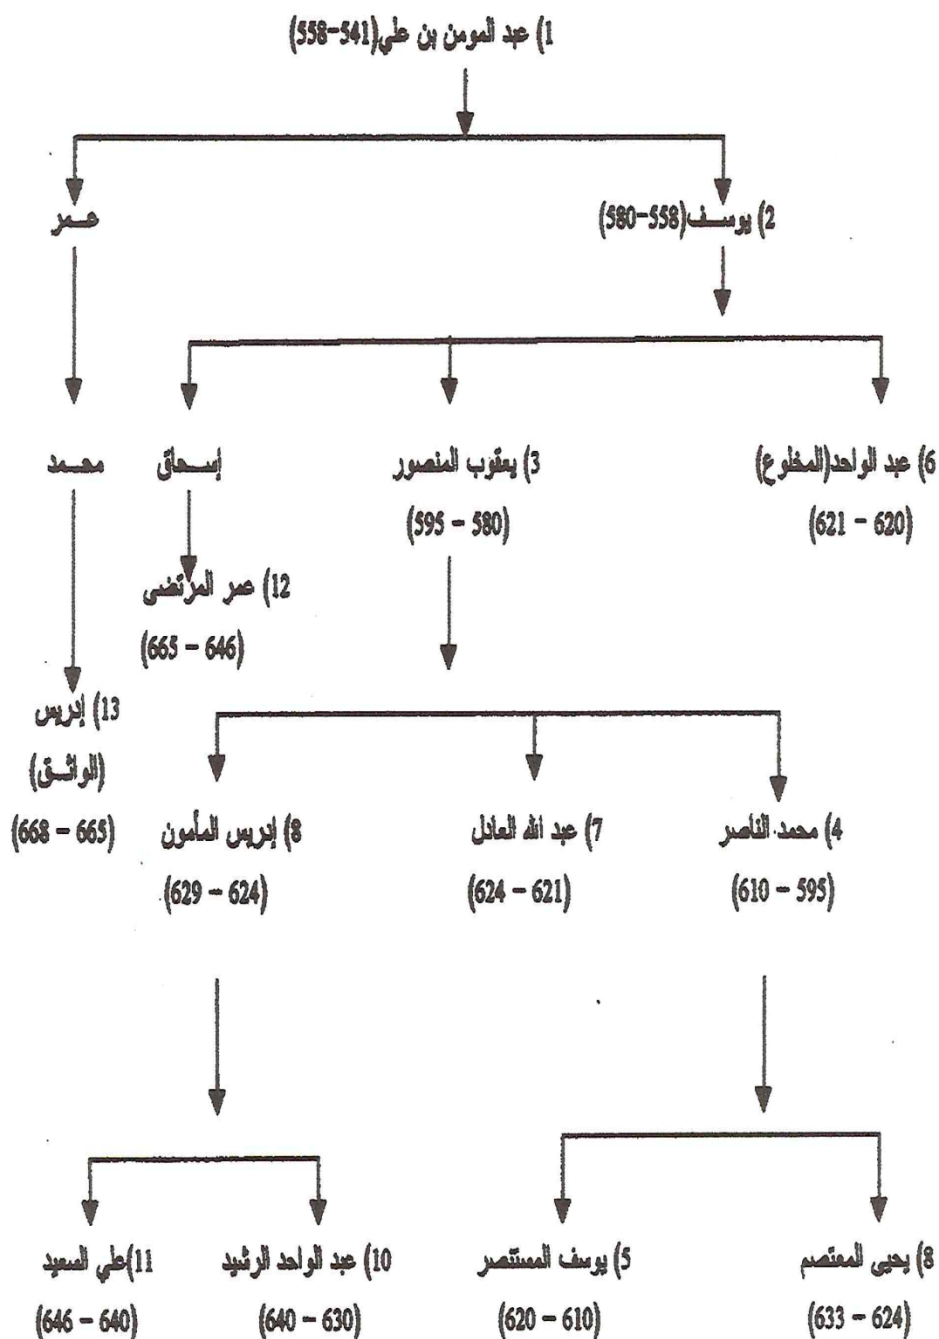 1) عبد المومن بن علي(541-558)
2) يوسف(558-580)
عمر
6) عبد الواحد(المخلوع)
(620 – 621)
3) يعقوب المنصور
(580 – 595)
إسحاق
محمد
12) عمر المرتضى
(646 – 665)
13) إدريس
(الواثق)
(665 – 668)
4) محمد الناصر
(595 – 610)
7) عبد الله العادل
(621 – 624)
8) إدريس المأمون
(624 – 629)
8) يحيى المعتصم
(624 – 633)
5) يوسف المستنصر
(610 – 620)
10) عبد الواحد الرشيد
(630 – 640)
11)علي السعيد
(640 – 646)